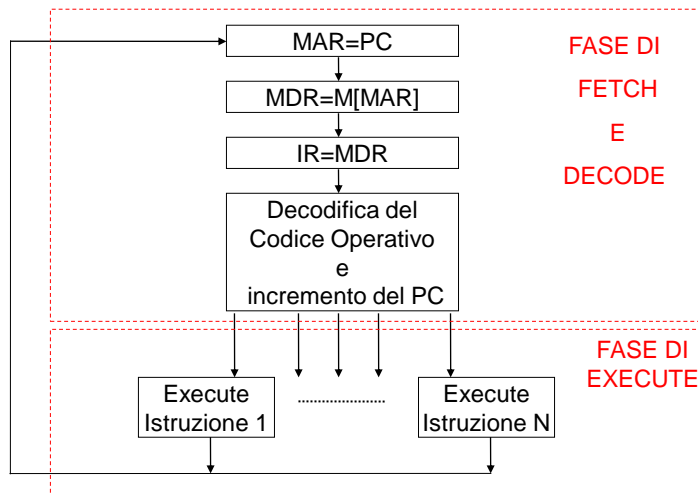 MAR=PC
MDR=M[MAR]
IR=MDR
Decodifica del
Codice Operativo
e
incremento del PC
FASE DI
FETCH
E
DECODE
FASE DI
EXECUTE
Execute
Istruzione 1
....................
Execute
Istruzione N